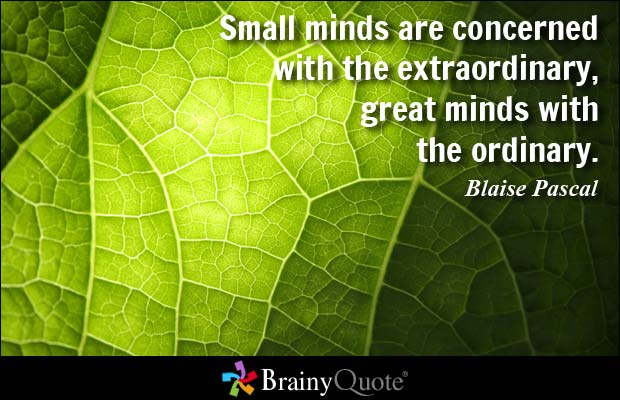 Small minds are concerned
with the extraordinary,
great minds with
the ordinary.
Blaise Pascal
BrainyQuote®